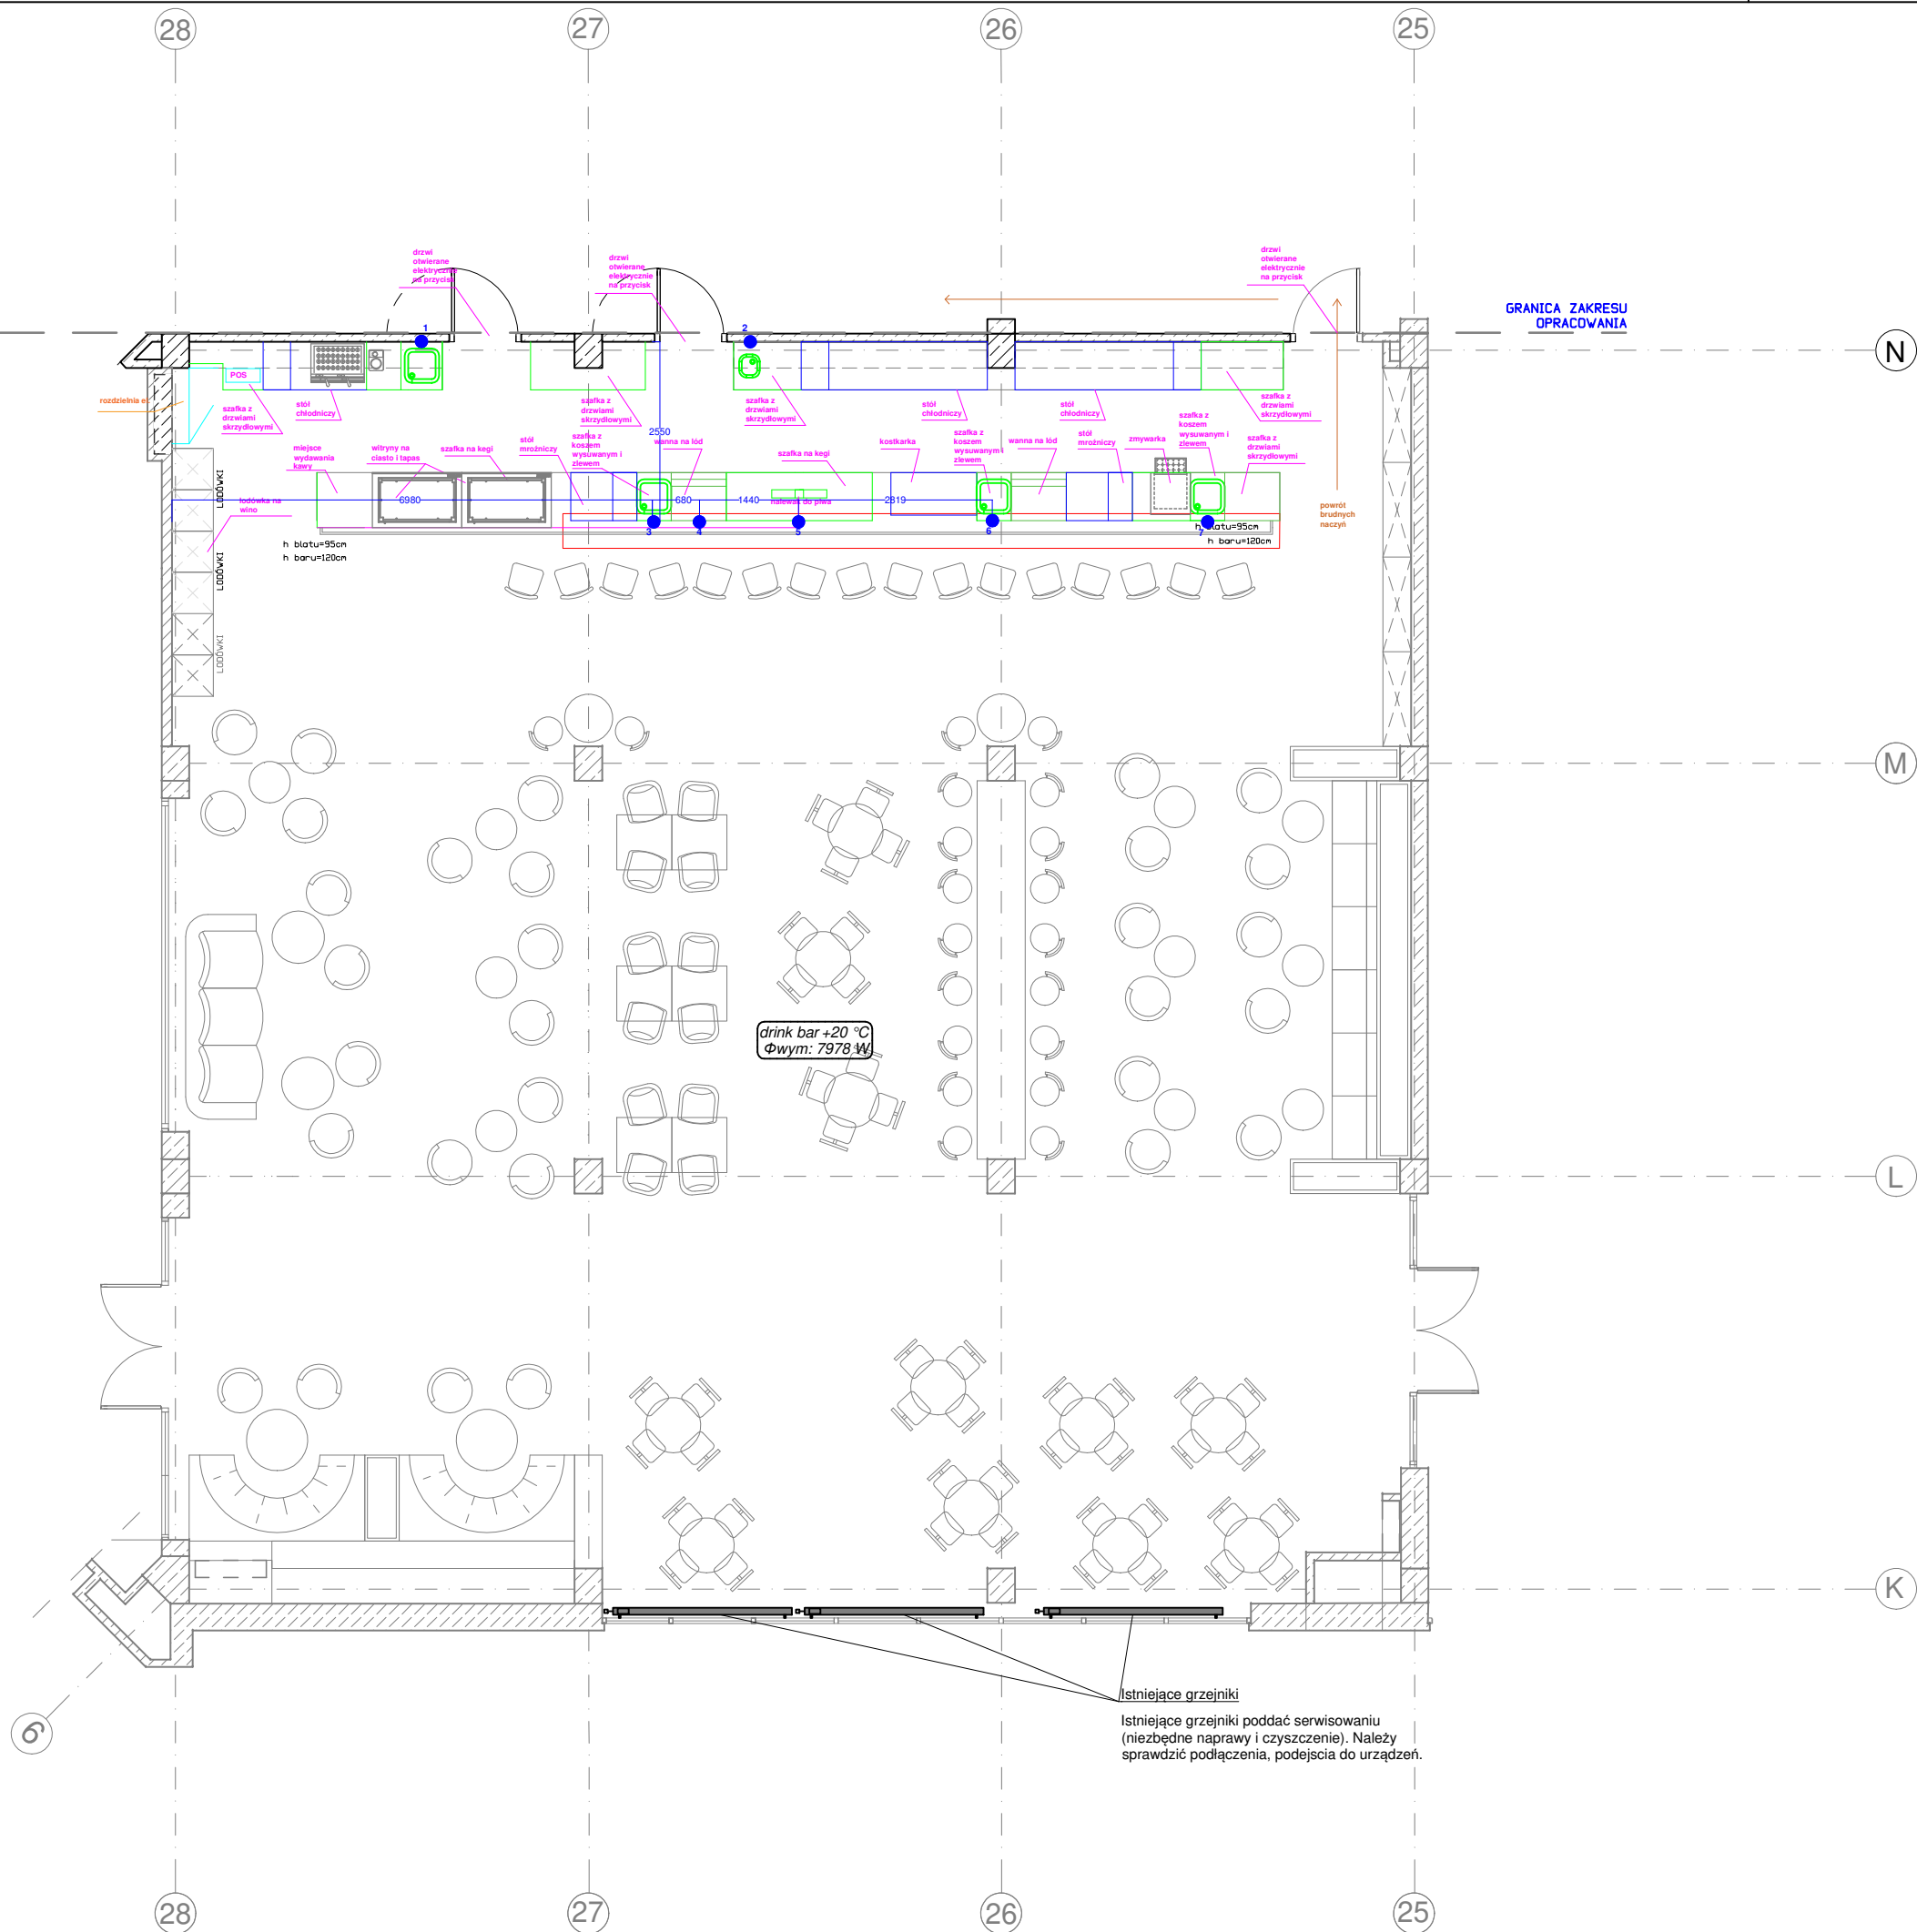 28
27
26
25
drzwi
otwierane
elektrycznie
na przycisk
drzwi
otwierane
elektrycznie
na przycisk
drzwi
otwierane
elektrycznie
na przycisk
GRANICA ZAKRESU
OPRACOWANIA
1
2
N
POS
rozdzielnia el
szafka z
drzwiami
skrzydłowymi
stół
chłodniczy
szafka z
drzwiami
skrzydłowymi
szafka z
drzwiami
skrzydłowymi
stół
chłodniczy
stół
chłodniczy
szafka z
koszem
wysuwanym i
zlewem
szafka z
drzwiami
skrzydłowymi
2550
miejsce
wydawania
kawy
witryny na
ciasto i tapas
szafka na kegi
stół
mroźniczy
szafka z
koszem
wysuwanym i
zlewem
wanna na lód
szafka na kegi
kostkarka
szafka z
koszem
wysuwanym i
zlewem
wanna na lód
stół
mroźniczy
zmywarka
szafka z
drzwiami
skrzydłowymi
LODÓWKI
lodówka na
wino
6980
680
1440
nalewak do piwa
2819
powrót
brudnych
naczyń
3
4
5
6
7
h blatu=95cm
h baru=120cm
h blatu=95cm
h baru=120cm
LODÓWKI
LODÓWKI
M
drink bar +20 °C
Φwym: 7978 W
L
K
Istniejące grzejniki
Istniejące grzejniki poddać serwisowaniu
(niezbędne naprawy i czyszczenie). Należy
sprawdzić podłączenia, podejscia do urządzeń.
6
28
27
26
25